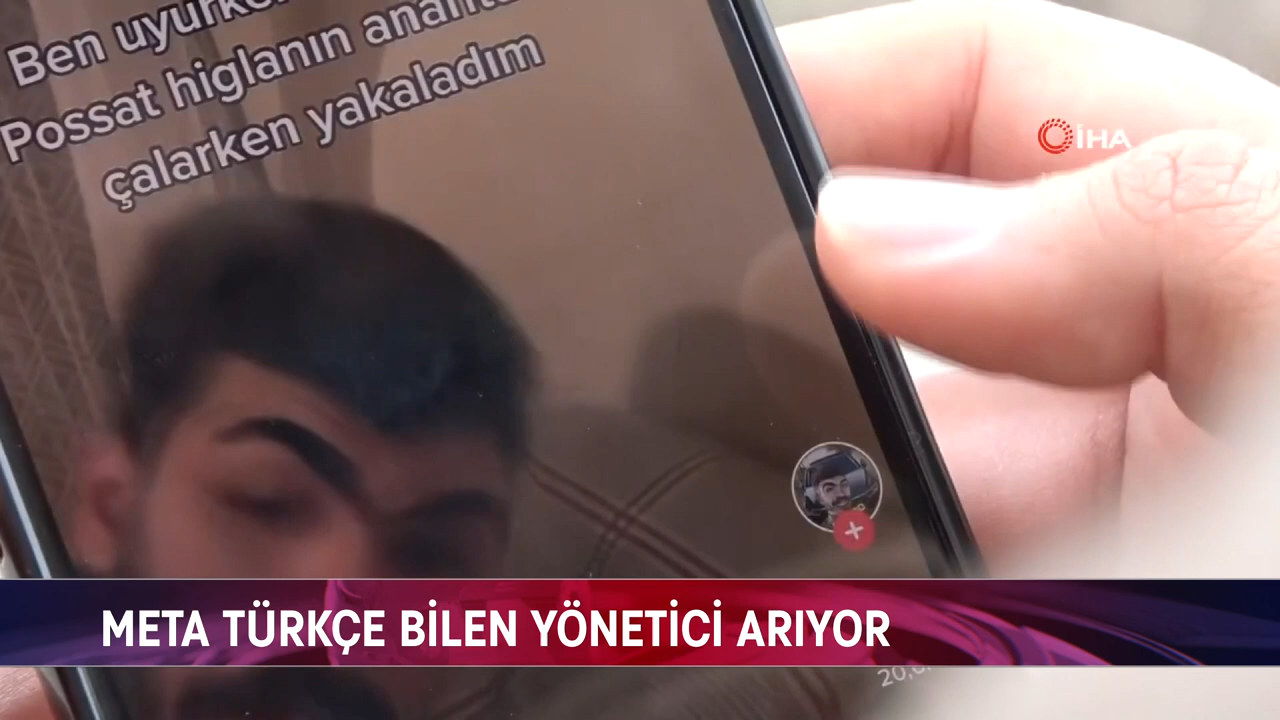 Ben
Possat higlanın
çalarken yakaladım
İHA
META TÜRKÇE BİLEN YÖNETİCİ ARIYOR